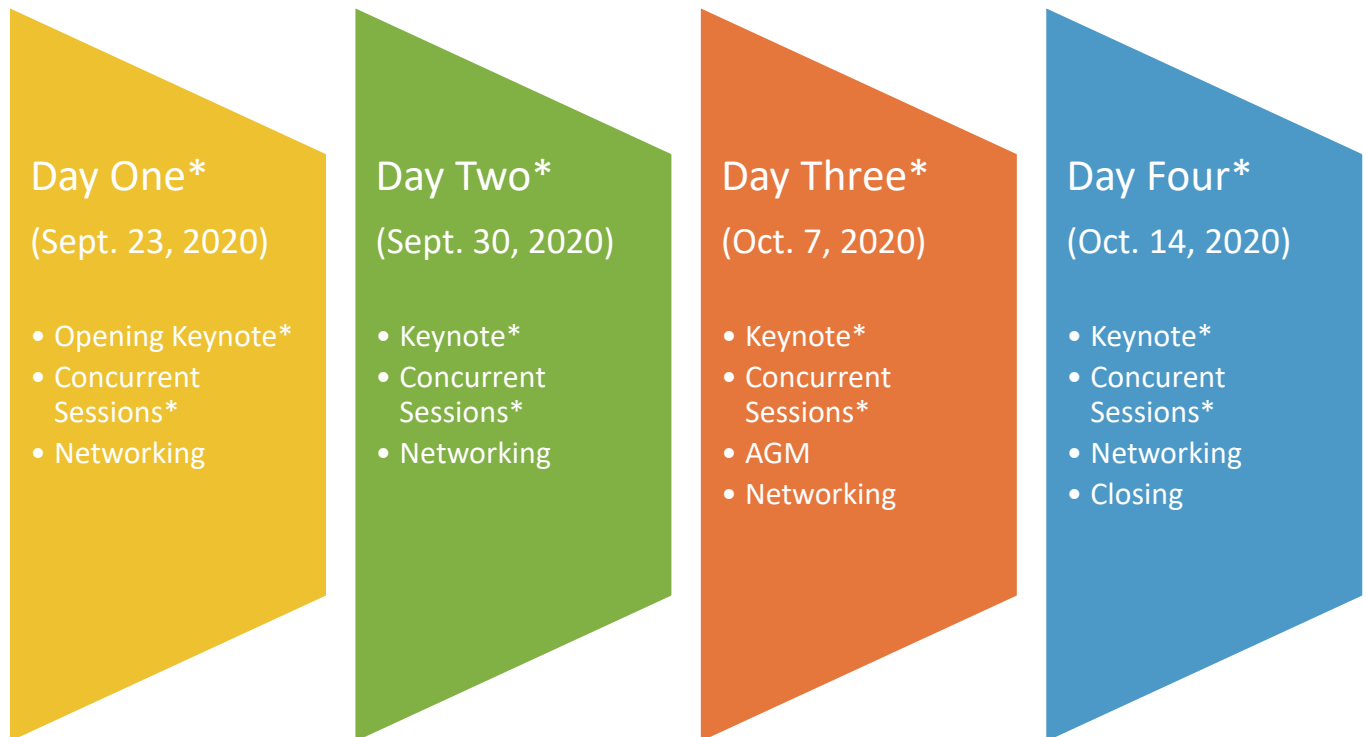 Day One*
(Sept. 23, 2020)
• Opening Keynote*
• Concurrent
Sessions*
• Networking
Day Two*
(Sept. 30, 2020)
• Keynote*
• Concurrent
Sessions*
• Networking
Day Three*
(Oct. 7, 2020)
• Keynote*
• Concurrent
Sessions*
• AGM
• Networking
Day Four*
(Oct. 14, 2020)
• Keynote*
• Concurent
Sessions*
• Networking
• Closing